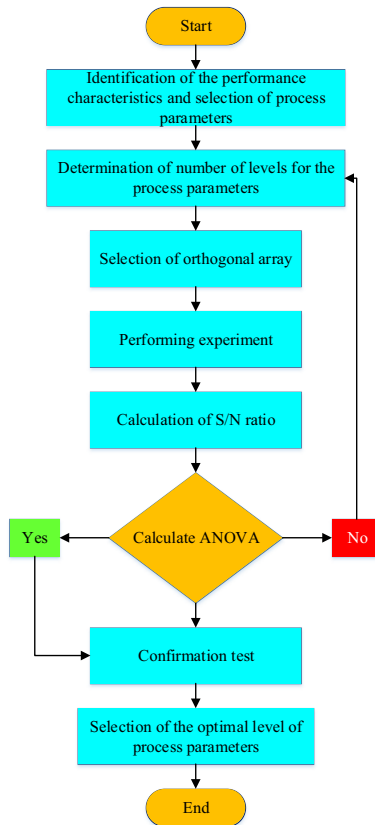 Start
Identification of the performance
characteristics and selection of process
parameters
Determination of number of levels for the
process parameters
Selection of orthogonal array
Performing experiment
Calculation of S/N ratio
Yes
Calculate ANOVA
No
Confirmation test
Selection of the optimal level of
process parameters
End